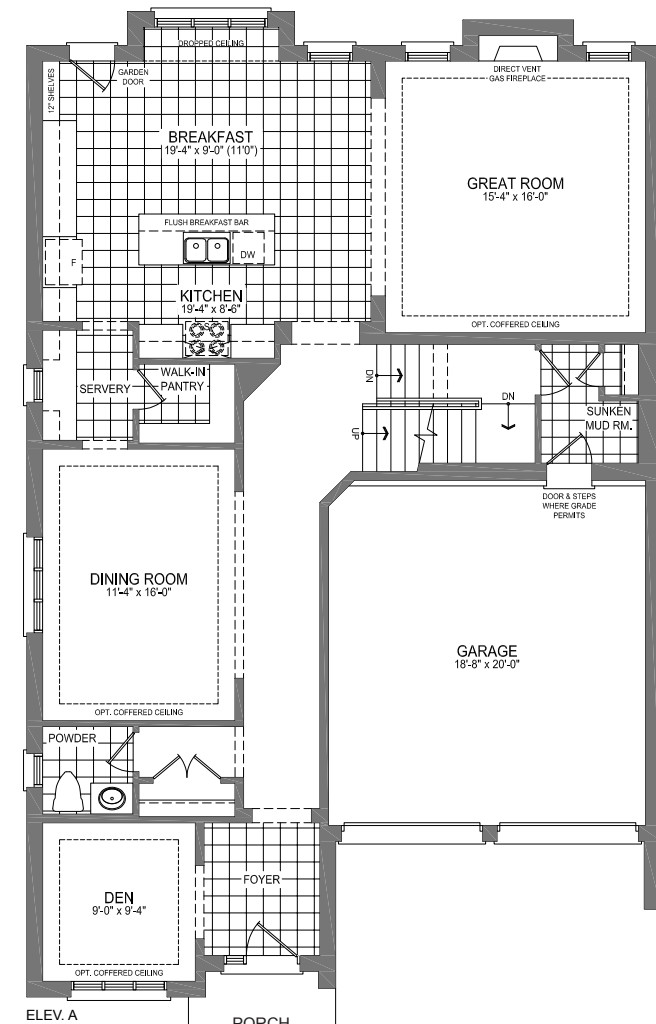 DROPPED CEILING
GARDEN
DOOR
12" SHELVES
DIRECT VENT
GAS FIREPLACE
BREAKFAST
19'-4" x 9'-0" (11'0")
GREAT ROOM
15'-4" x 16'-0"
FLUSH BREAKFAST BAR
DW
F
KITCHEN
19'-4" x 8'-6"
S
OPT. COFFERED CEILING
WALK-IN
PANTRY
SERVERY
DN
DN
UP
SUNKEN
MUD RM.
DOOR & STEPS
WHERE GRADE
PERMITS
DINING ROOM
11'-4" x 16'-0"
OPT. COFFERED CEILING
GARAGE
18'-8" x 20'-0"
POWDER
FOYER
DEN
9'-0" x 9'-4"
OPT. COFFERED CEILING
ELEV. A
PORCH